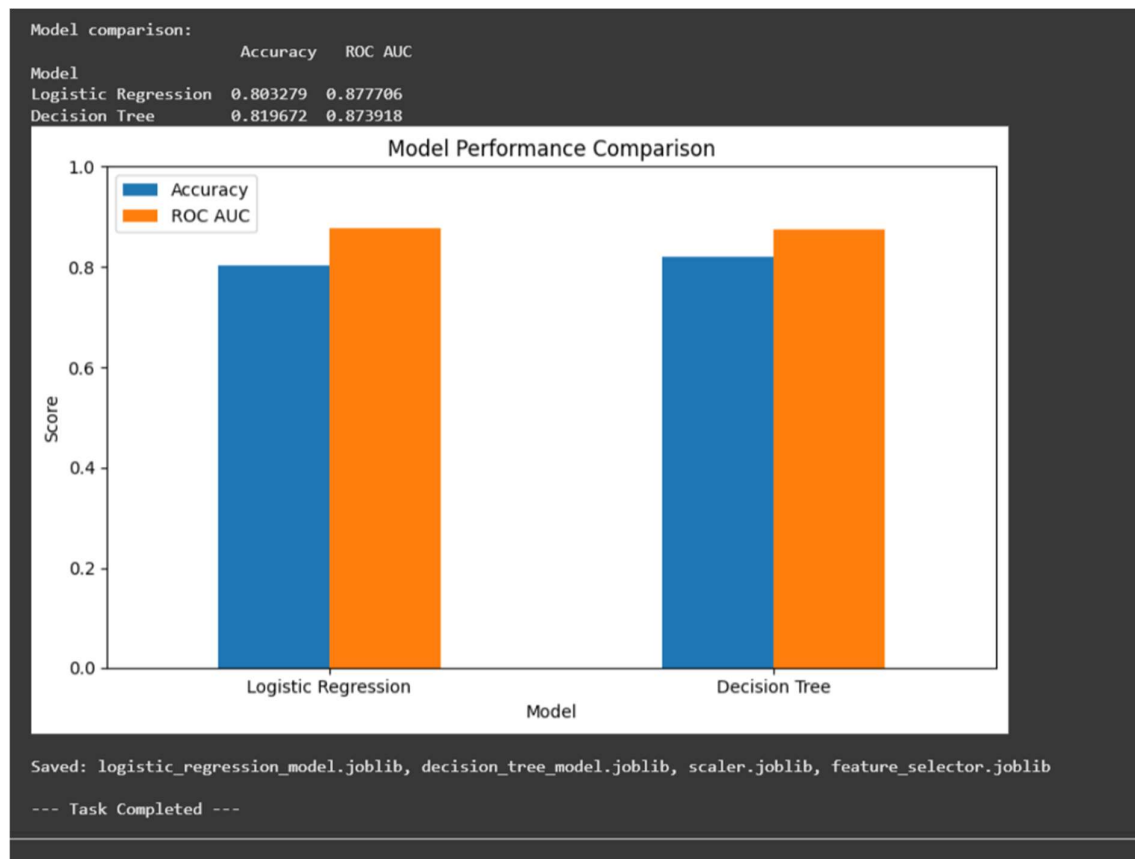 Model comparison:
Accuracy ROC AUC
Model
Logistic Regression 0.803279 0.877706
Decision Tree 0.819672 0.873918
Model Performance Comparison
1.0
Accuracy
ROC AUC
0.8
0.6
0.4
0.2
0.0
Score
Logistic Regression Decision Tree
Model
Saved: logistic_regression_model.joblib, decision_tree_model.joblib, scaler.joblib, feature_selector.joblib
--- Task Completed ---